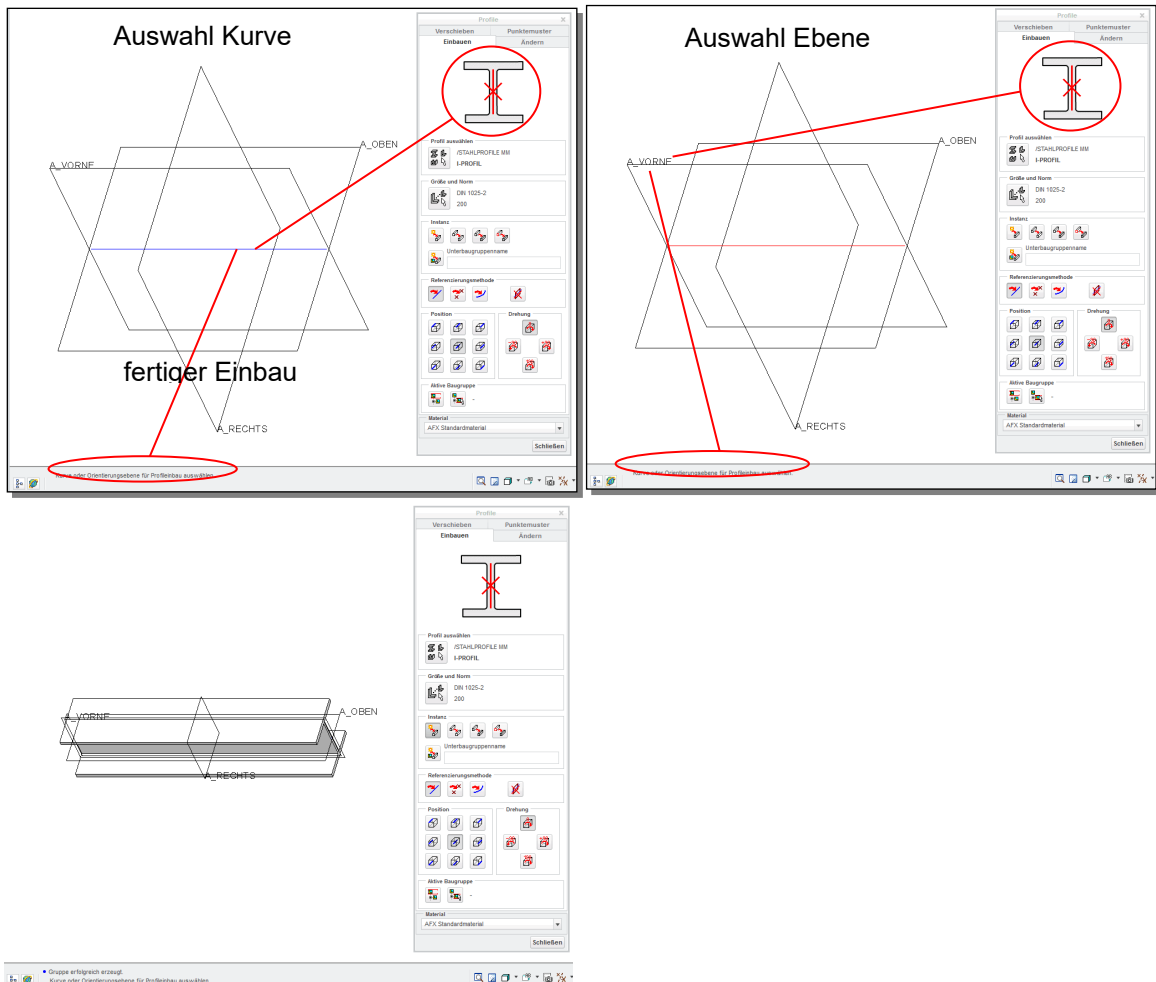 Auswahl Kurve
Profile x
Verschieben Punktemuster
Einbauen Ändern
Profil auswählen
/STAHLPROFILE MM
I-PROFIL
Größe und Norm
DIN 1025-2
200
Instanz
Unterbaugruppenname
Referenzierungsmethode
Position Drehung
Aktive Baugruppe
-
Material
AFX Standardmaterial
Schließen
A_OBEN
A_VORNE
fertiger Einbau
A_RECHTS
Kurve oder Orientierungsebene für Profileinbau auswählen.
Auswahl Ebene
Profile x
Verschieben Punktemuster
Einbauen Ändern
Profil auswählen
/STAHLPROFILE MM
I-PROFIL
Größe und Norm
DIN 1025-2
200
Instanz
Unterbaugruppenname
Referenzierungsmethode
Position Drehung
Aktive Baugruppe
-
Material
AFX Standardmaterial
Schließen
A_OBEN
A_VORNE
A_RECHTS
Kurve oder Orientierungsebene für Profileinbau auswählen.
Profile x
Verschieben Punktemuster
Einbauen Ändern
Profil auswählen
/STAHLPROFILE MM
I-PROFIL
Größe und Norm
DIN 1025-2
200
Instanz
Unterbaugruppenname
Referenzierungsmethode
Position Drehung
Aktive Baugruppe
-
Material
AFX Standardmaterial
Schließen
A_OBEN
A_VORNE
A_RECHTS
Gruppe erfolgreich erzeugt.
Kurve oder Orientierungsebene für Profileinbau auswählen.